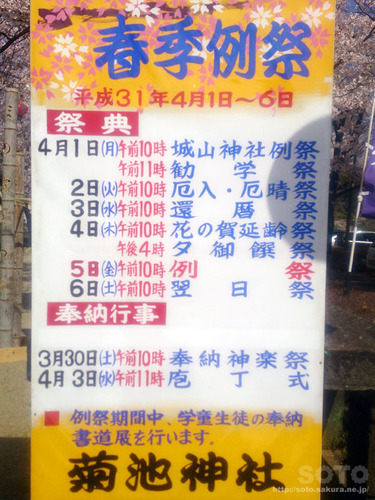 春季例祭
平成31年4月1日～6日
祭典
4月1日(月)午前10時 城山神社例祭
午前11時 勧学祭
2日(火)午前10時 厄入・厄晴祭
3日(水)午前10時 還暦祭
4日(木)午前10時 花の賀延齢祭
午後4時 夕御饌祭
5日(金)午前10時 例祭
6日(土)午前10時 翌日祭
奉納行事
3月30日(土)午前10時 奉納神楽祭
4月3日(水)午前11時 庖丁式
■ 例祭期間中、学童生徒の奉納
書道展を行います。
菊池神社
SOTO
http://soto.sakura.ne.jp/